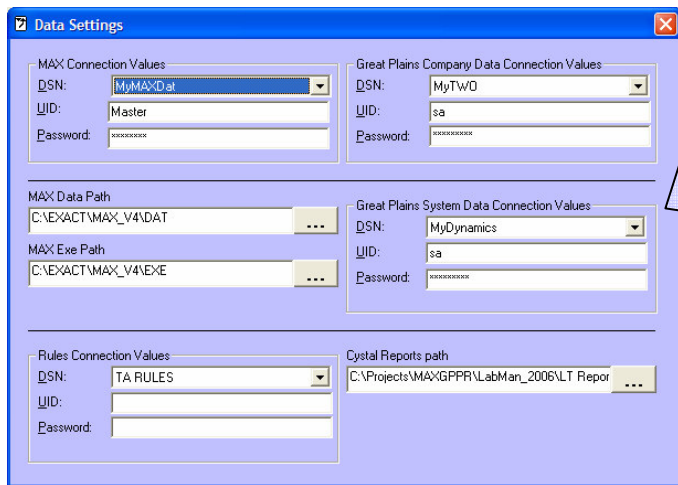 Data Settings
MAX Connection Values
DSN: MyMAXDat
UID: Master
Password: xxxxxxxx
Great Plains Company Data Connection Values
DSN: MyTWO
UID: sa
Password: xxxxxxxxx
MAX Data Path
C:\EXACT\MAX_V4\DAT ...
MAX Exe Path
C:\EXACT\MAX_V4\EXE ...
Great Plains System Data Connection Values
DSN: MyDynamics
UID: sa
Password: xxxxxxxxx
Rules Connection Values
DSN: TA RULES
UID:
Password:
Cystal Reports path
C:\Projects\MAXGPPR\LabMan_2006\LT Repor ...